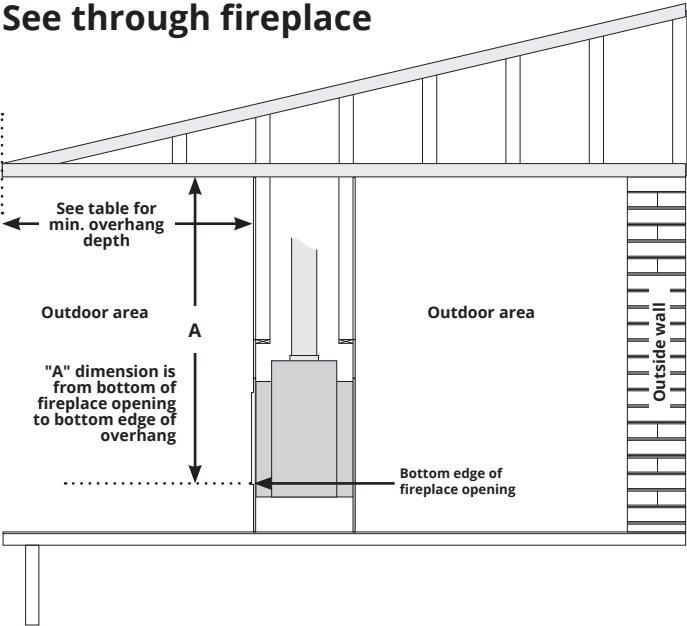 See through fireplace
See table for
min. overhang
depth
Outdoor area
Outdoor area
A
Outside wall
"A" dimension is
from bottom of
fireplace opening
to bottom edge of
overhang
Bottom edge of
fireplace opening